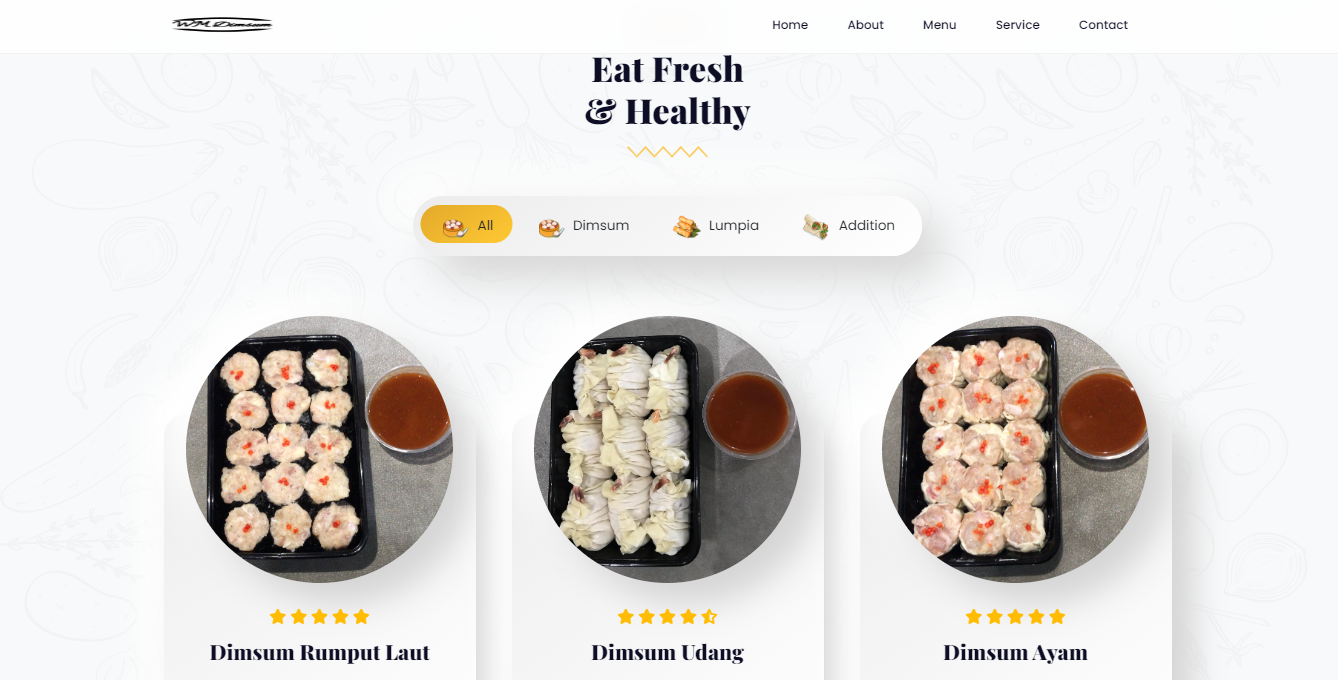 WM Dimsum
Home
About
Menu
Service
Contact
Eat Fresh
& Healthy
All
Dimsum
Lumpia
Addition
Dimsum Rumput Laut
Dimsum Udang
Dimsum Ayam